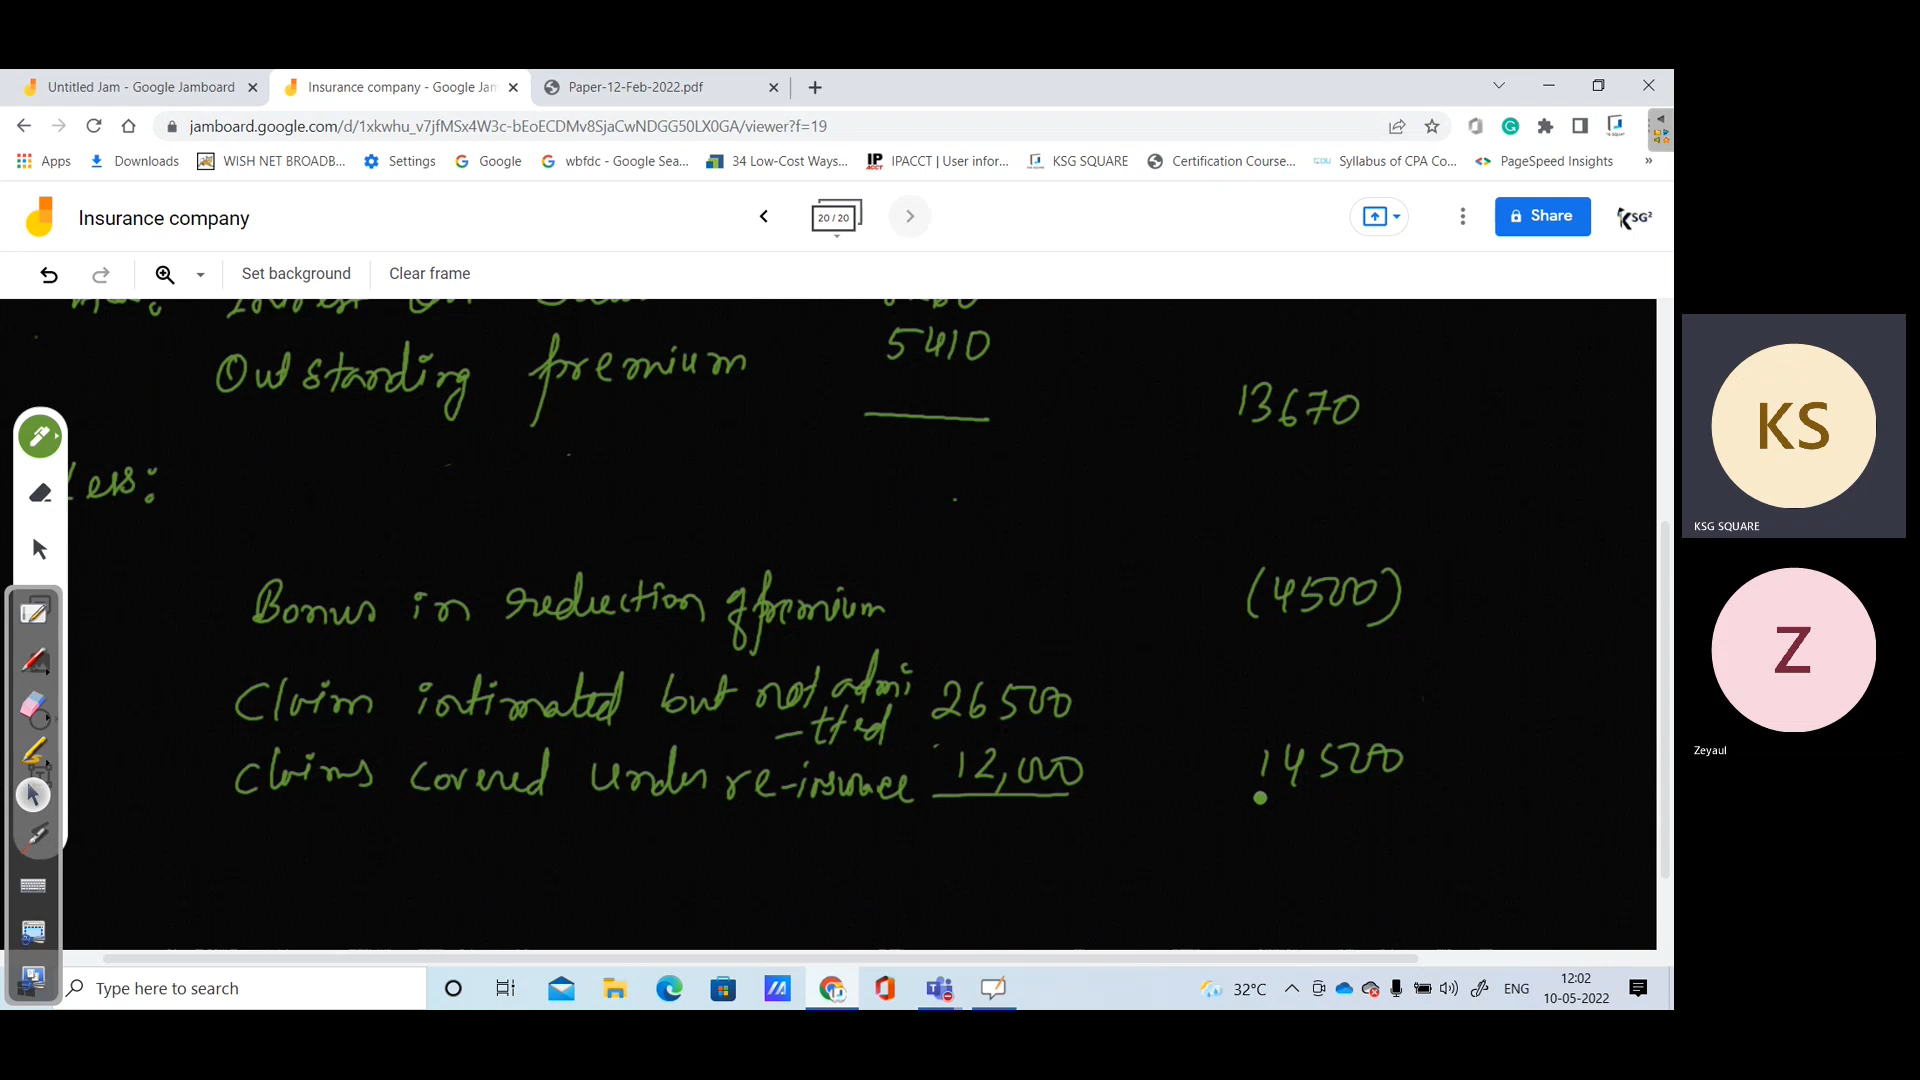 Untitled Jam - Google Jamboard
Insurance company - Google Jam
Paper-12-Feb-2022.pdf
jamboard.google.com/d/1xkwhu_v7jfMSx4W3c-bEoECDMv8SjaCwNDGG50LX0GA/viewer?f=19
Apps
Downloads
WISH NET BROADB...
Settings
Google
wbfdc - Google Sea...
34 Low-Cost Ways...
IPACCT | User infor...
KSG SQUARE
Certification Course...
Syllabus of CPA Co...
PageSpeed Insights
»
Insurance company
20 / 20
Share
KSG²
Set background
Clear frame
Outstanding premium 5410
13670
Less:
Bonus in reduction of premium (4500)
Claim intimated but not admi 26500
-tted
Claims covered under re-insurance 12,000 14500
KS
KSG SQUARE
Z
Zeyaul
Type here to search
32°C
ENG
12:02
10-05-2022